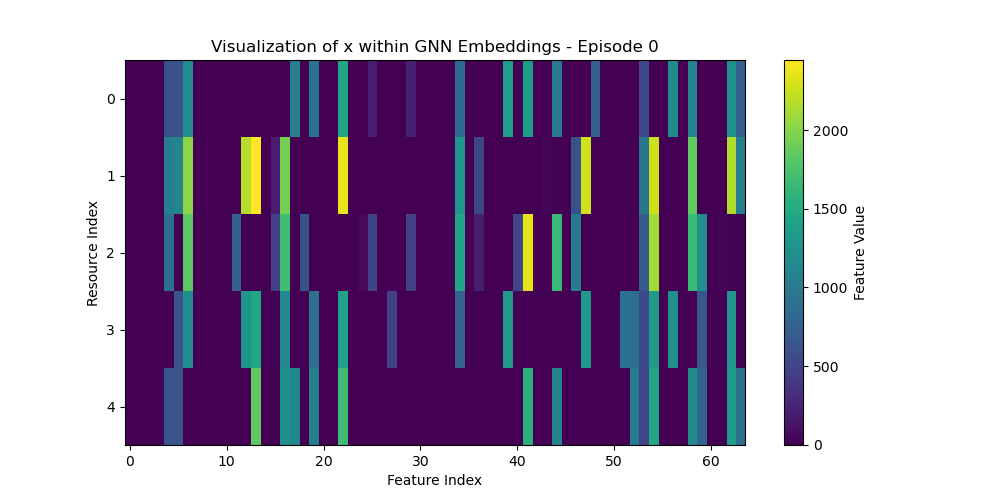 Visualization of x within GNN Embeddings - Episode 0
Resource Index
0
1
2
3
4
0 10 20 30 40 50 60
Feature Index
2000
1500
1000
500
0
Feature Value